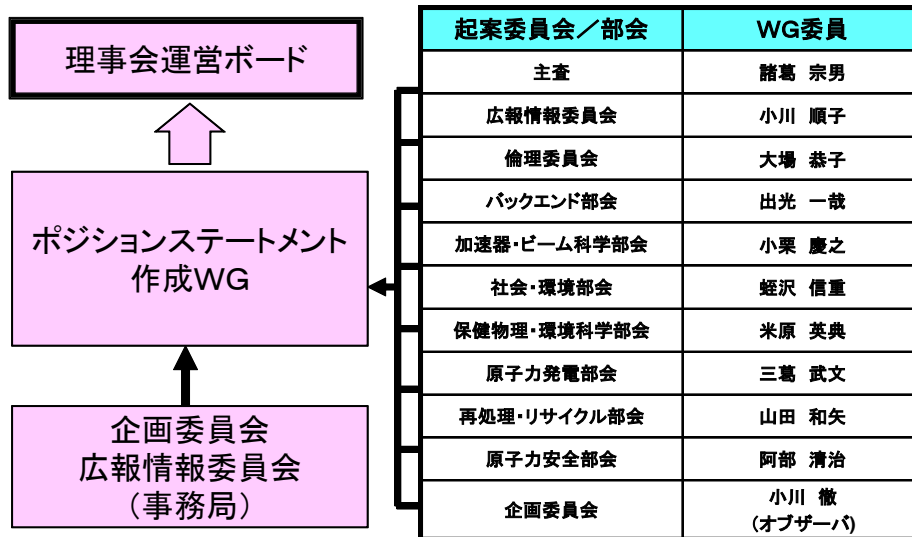 理事会運営ボード
ポジションステートメント
作成WG
企画委員会
広報情報委員会
（事務局）
起案委員会／部会 WG委員
主査 諸葛 宗男
広報情報委員会 小川 順子
倫理委員会 大場 恭子
バックエンド部会 出光 一哉
加速器・ビーム科学部会 小栗 慶之
社会・環境部会 蛭沢 信重
保健物理・環境科学部会 米原 英典
原子力発電部会 三葛 武文
再処理・リサイクル部会 山田 和矢
原子力安全部会 阿部 清治
企画委員会 小川 徹
(オブザーバ)